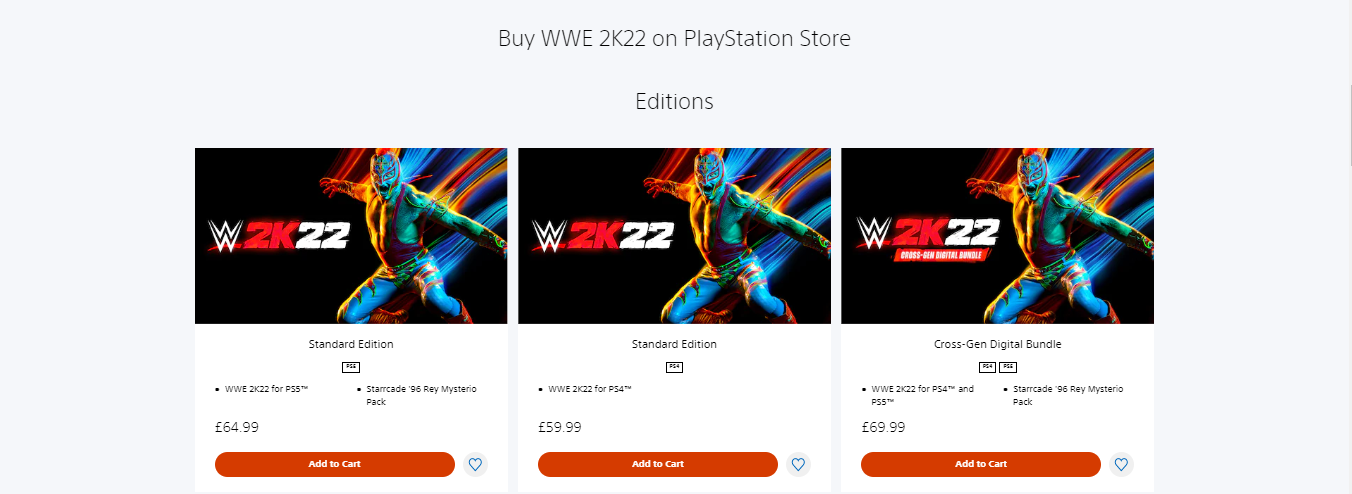 Buy WWE 2K22 on PlayStation Store
Editions
W 2K22
W 2K22
W 2K22
CROSS-GEN DIGITAL BUNDLE
Standard Edition
PS5
• WWE 2K22 for PS5™
• Starrcade '96 Rey Mysterio
Pack
£64.99
Add to Cart
Standard Edition
PS4
• WWE 2K22 for PS4™
£59.99
Add to Cart
Cross-Gen Digital Bundle
PS4 PS5
• WWE 2K22 for PS4™ and
PS5™
• Starrcade '96 Rey Mysterio
Pack
£69.99
Add to Cart